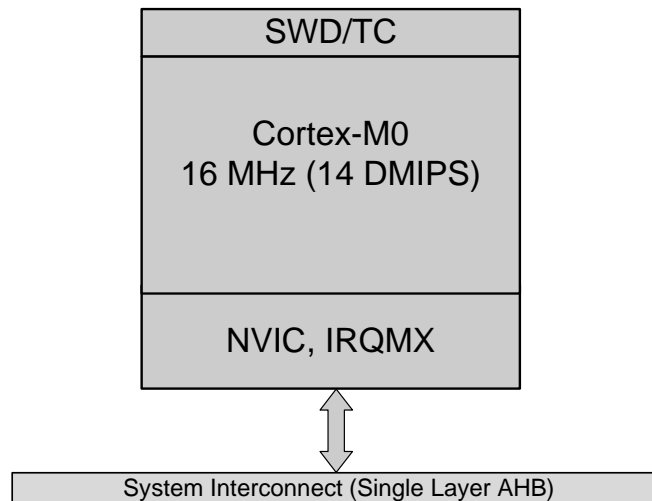 SWD/TC
Cortex-M0
16 MHz (14 DMIPS)
NVIC, IRQMX
System Interconnect (Single Layer AHB)